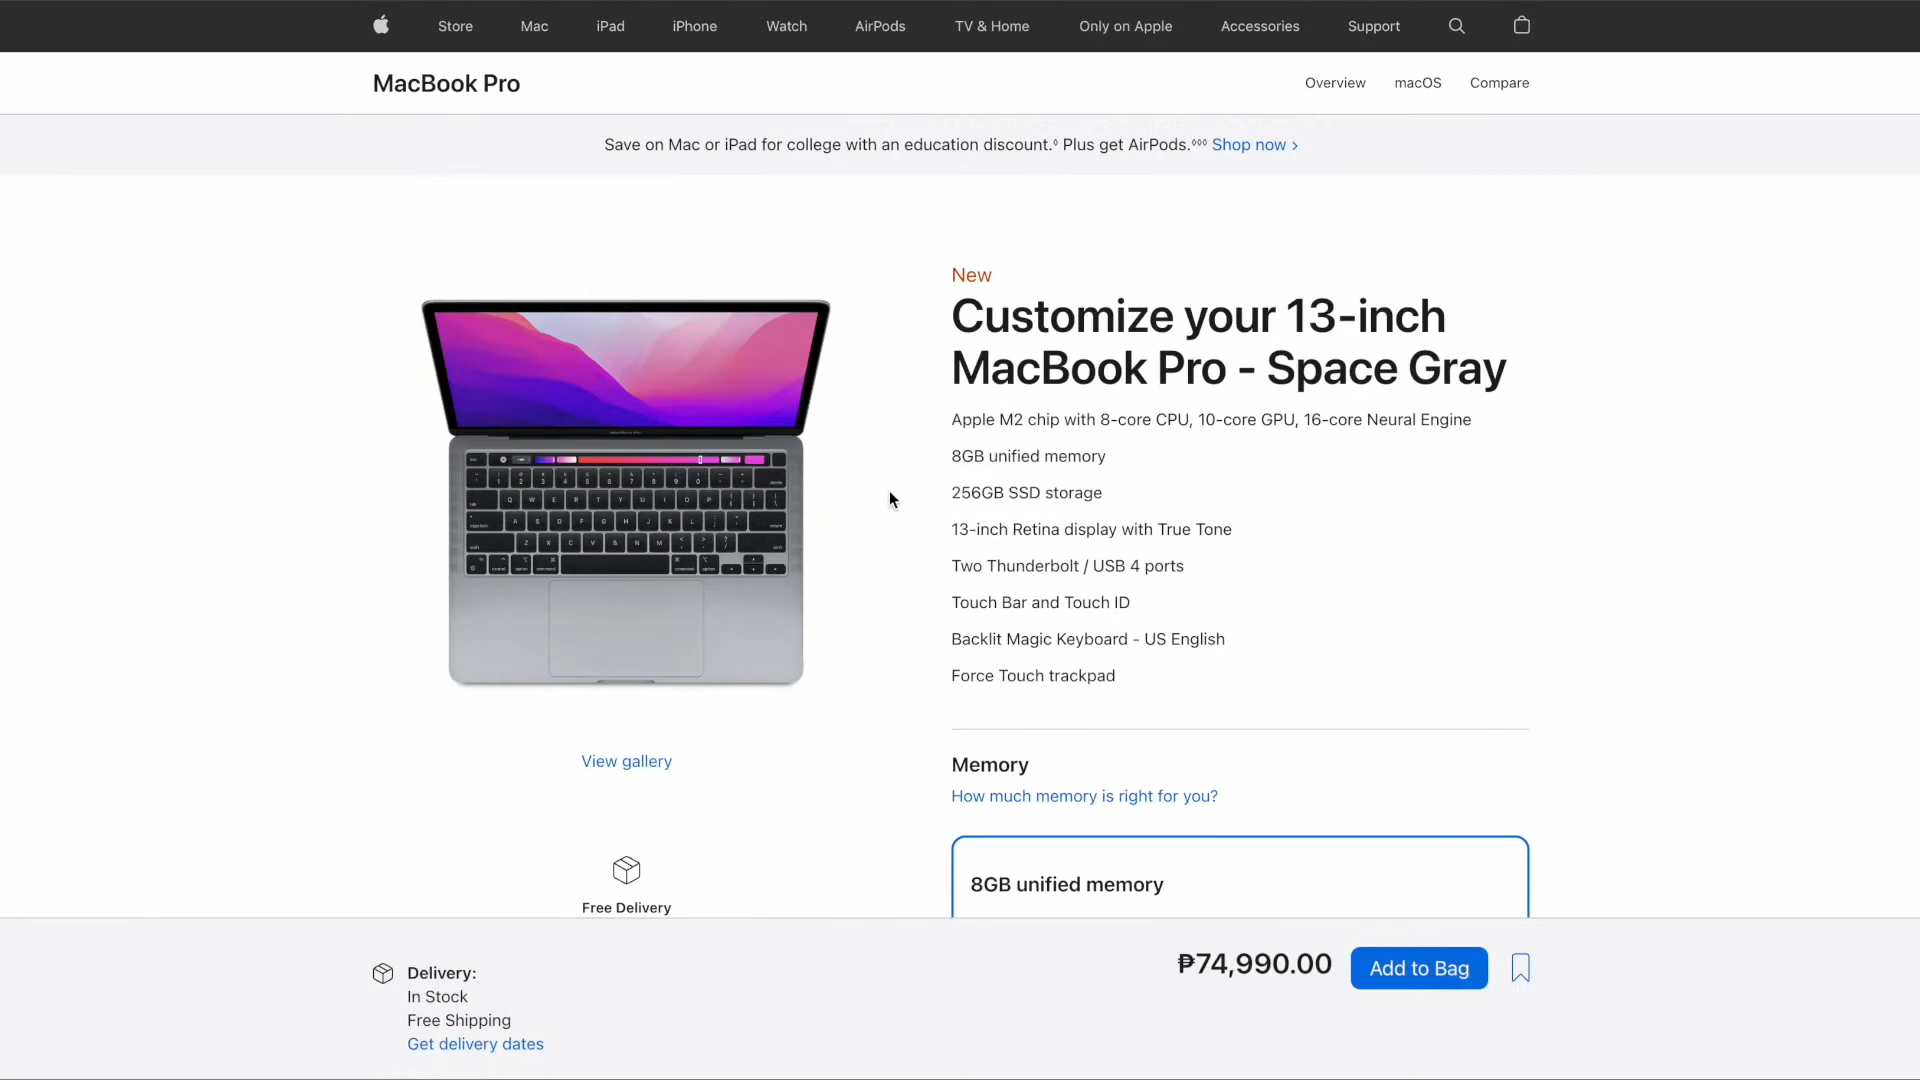 Store Mac iPad iPhone Watch AirPods TV & Home Only on Apple Accessories Support
MacBook Pro
Overview macOS Compare
Save on Mac or iPad for college with an education discount.◊ Plus get AirPods.◊◊◊ Shop now >
New
Customize your 13-inch
MacBook Pro - Space Gray
Apple M2 chip with 8-core CPU, 10-core GPU, 16-core Neural Engine
8GB unified memory
256GB SSD storage
13-inch Retina display with True Tone
Two Thunderbolt / USB 4 ports
Touch Bar and Touch ID
Backlit Magic Keyboard - US English
Force Touch trackpad
View gallery
Memory
How much memory is right for you?
8GB unified memory
Free Delivery
Delivery:
In Stock
Free Shipping
Get delivery dates
₱74,990.00
Add to Bag